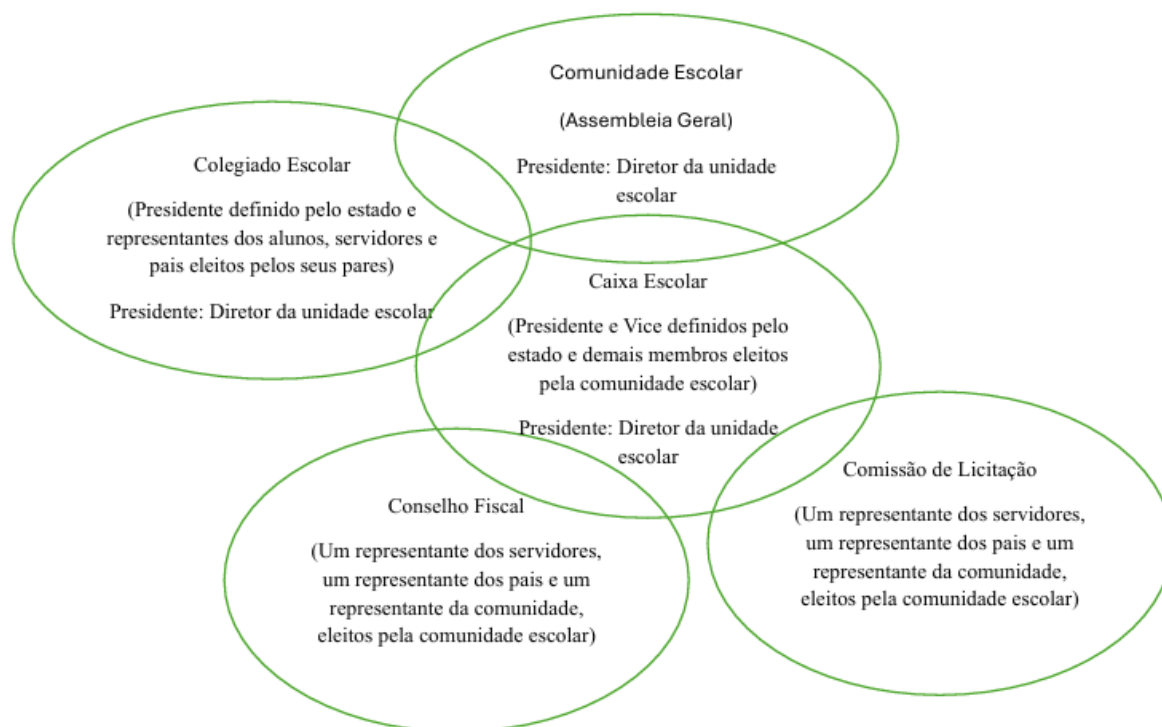 Comunidade Escolar
(Assembleia Geral)
Presidente: Diretor da unidade
escolar
Colegiado Escolar
(Presidente definido pelo estado e
representantes dos alunos, servidores e
pais eleitos pelos seus pares)
Presidente: Diretor da unidade escolar
Caixa Escolar
(Presidente e Vice definidos pelo
estado e demais membros eleitos
pela comunidade escolar)
Presidente: Diretor da unidade
escolar
Conselho Fiscal
(Um representante dos servidores,
um representante dos pais e um
representante da comunidade,
eleitos pela comunidade escolar)
Comissão de Licitação
(Um representante dos servidores,
um representante dos pais e um
representante da comunidade,
eleitos pela comunidade escolar)